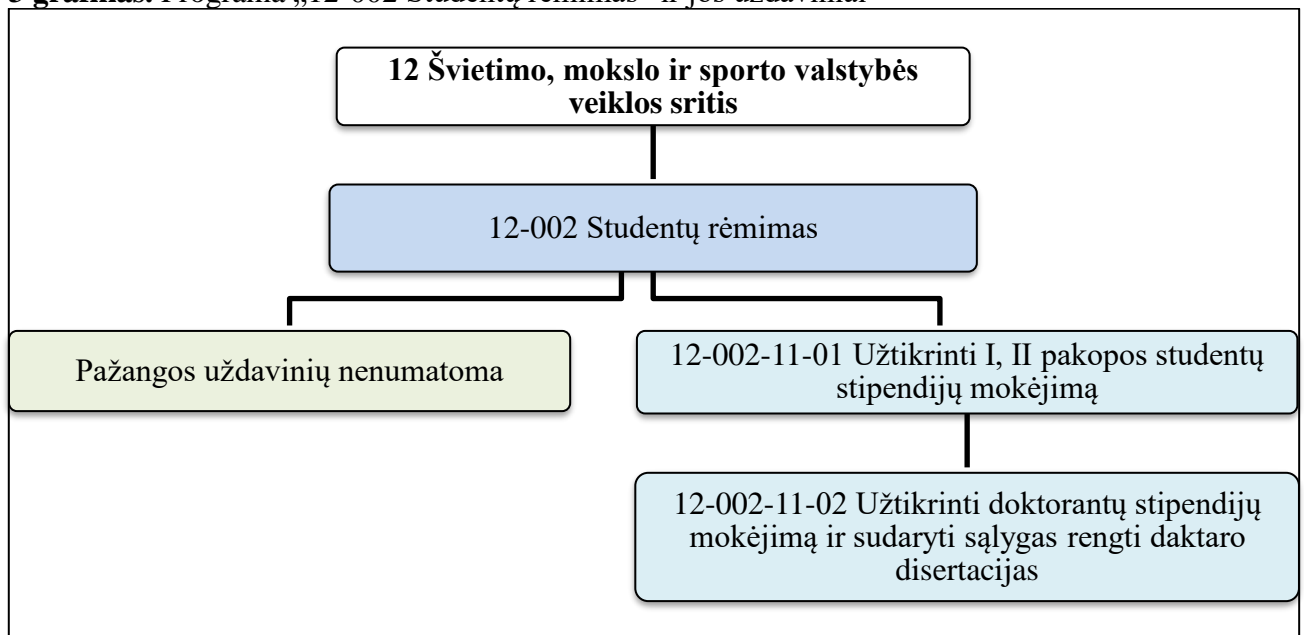 3 grafikas. Programa „12-002 Studentų rėmimas“ ir jos uždaviniai
12 Švietimo, mokslo ir sporto valstybės
veiklos sritis
12-002 Studentų rėmimas
Pažangos uždavinių nenumatoma
12-002-11-01 Užtikrinti I, II pakopos studentų
stipendijų mokėjimą
12-002-11-02 Užtikrinti doktorantų stipendijų
mokėjimą ir sudaryti sąlygas rengti daktaro
disertacijas